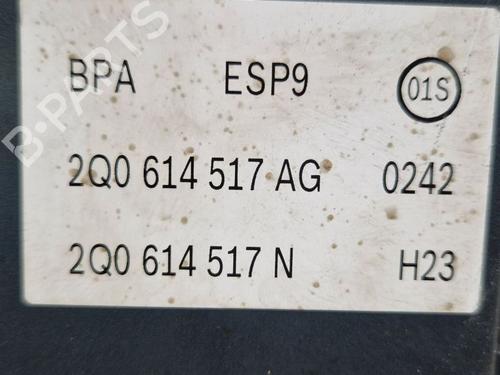 B-PARTS
BPA ESP9 01S
2Q0 614 517 AG 0242
2Q0 614 517 N H23